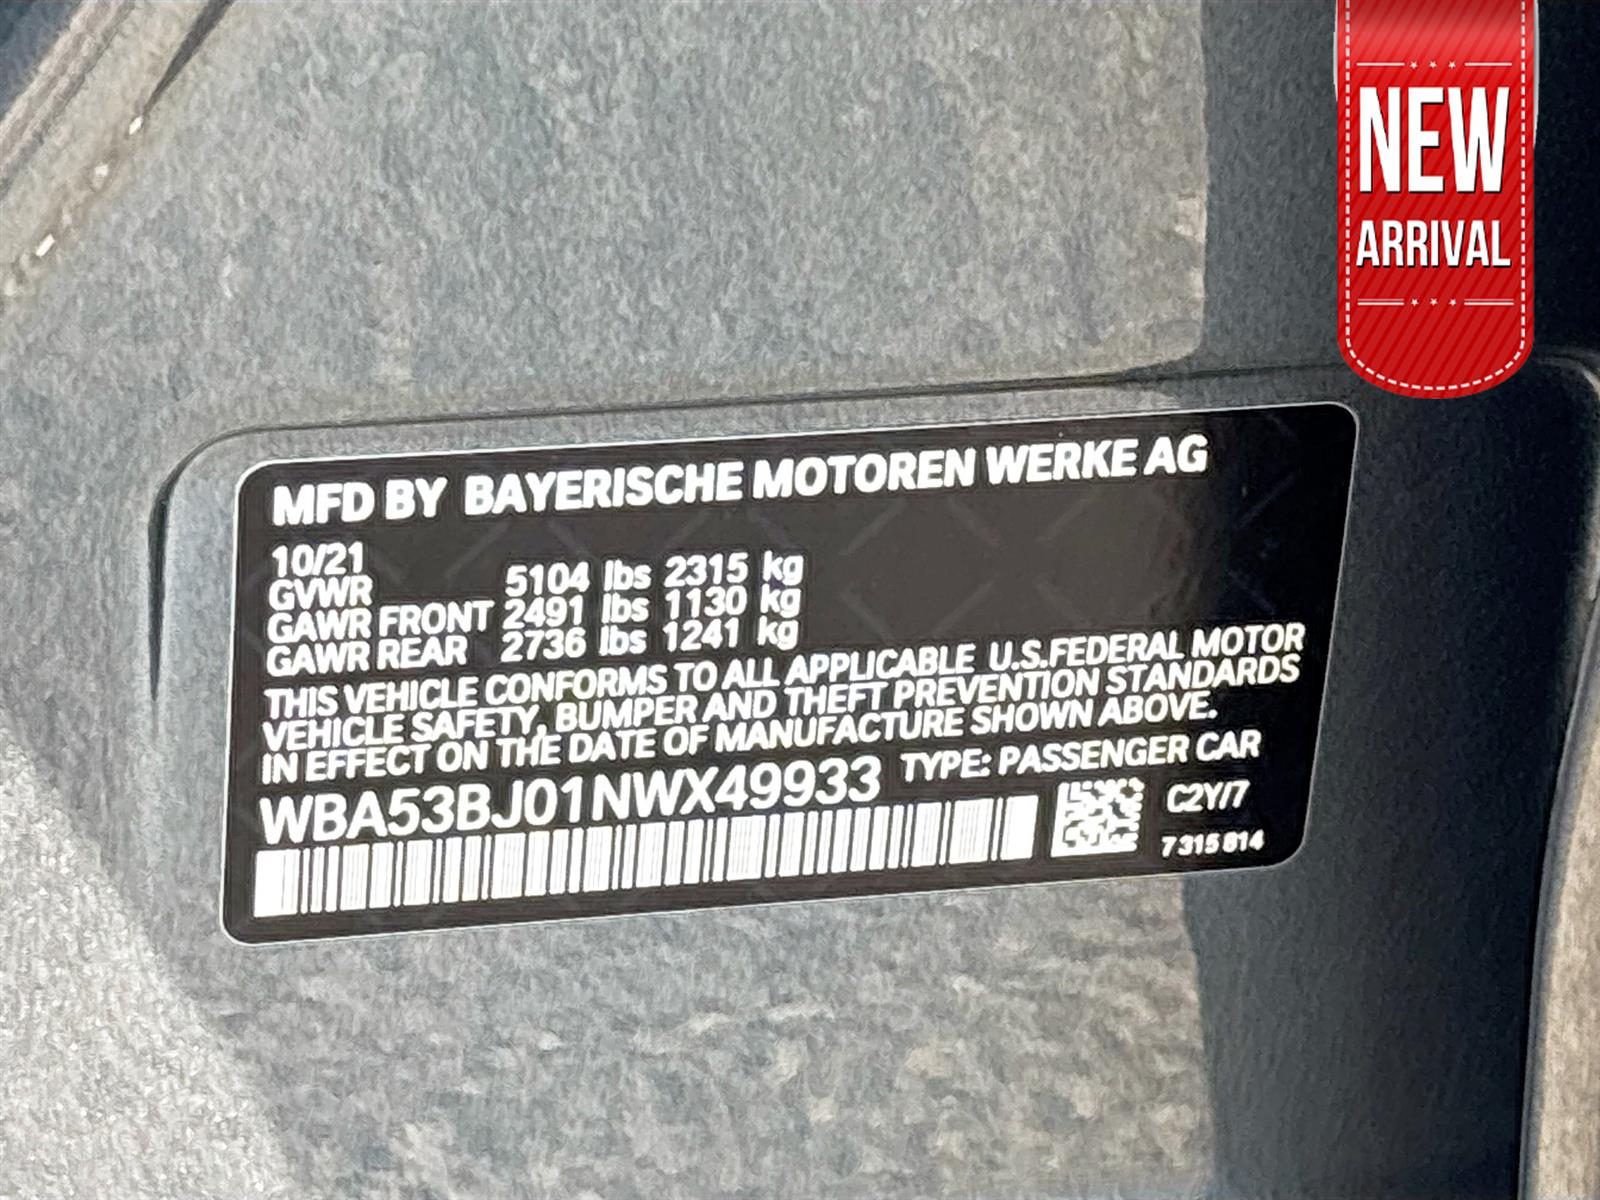 NEW
ARRIVAL
MFD BY BAYERISCHE MOTOREN WERKE AG
10/21
GVWR 5104 lbs 2315 kg
GAWR FRONT 2491 lbs 1130 kg
GAWR REAR 2736 lbs 1241 kg
THIS VEHICLE CONFORMS TO ALL APPLICABLE U.S.FEDERAL MOTOR
VEHICLE SAFETY, BUMPER AND THEFT PREVENTION STANDARDS
IN EFFECT ON THE DATE OF MANUFACTURE SHOWN ABOVE.
WBA53BJ01NWX49933 TYPE: PASSENGER CAR
C2Y/7
7 315 814